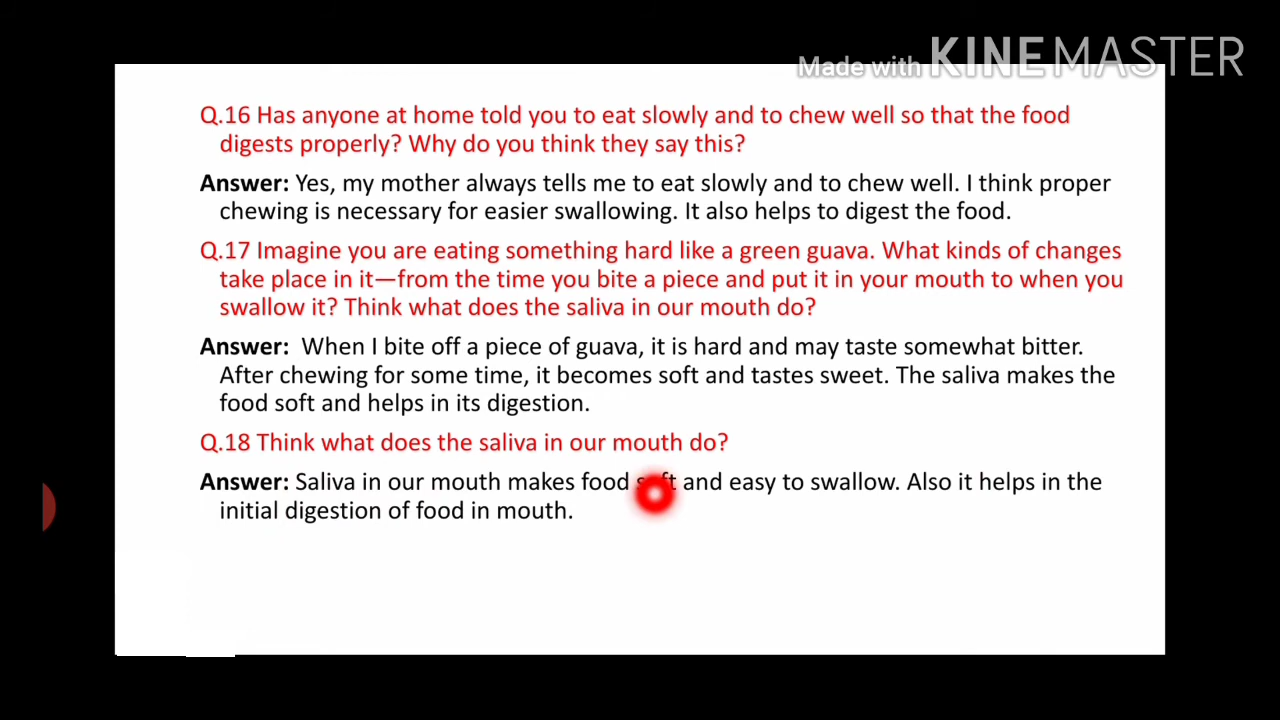 Made with KINEMASTER
Q.16 Has anyone at home told you to eat slowly and to chew well so that the food
digests properly? Why do you think they say this?
Answer: Yes, my mother always tells me to eat slowly and to chew well. I think proper
chewing is necessary for easier swallowing. It also helps to digest the food.
Q.17 Imagine you are eating something hard like a green guava. What kinds of changes
take place in it—from the time you bite a piece and put it in your mouth to when you
swallow it? Think what does the saliva in our mouth do?
Answer: When I bite off a piece of guava, it is hard and may taste somewhat bitter.
After chewing for some time, it becomes soft and tastes sweet. The saliva makes the
food soft and helps in its digestion.
Q.18 Think what does the saliva in our mouth do?
Answer: Saliva in our mouth makes food soft and easy to swallow. Also it helps in the
initial digestion of food in mouth.